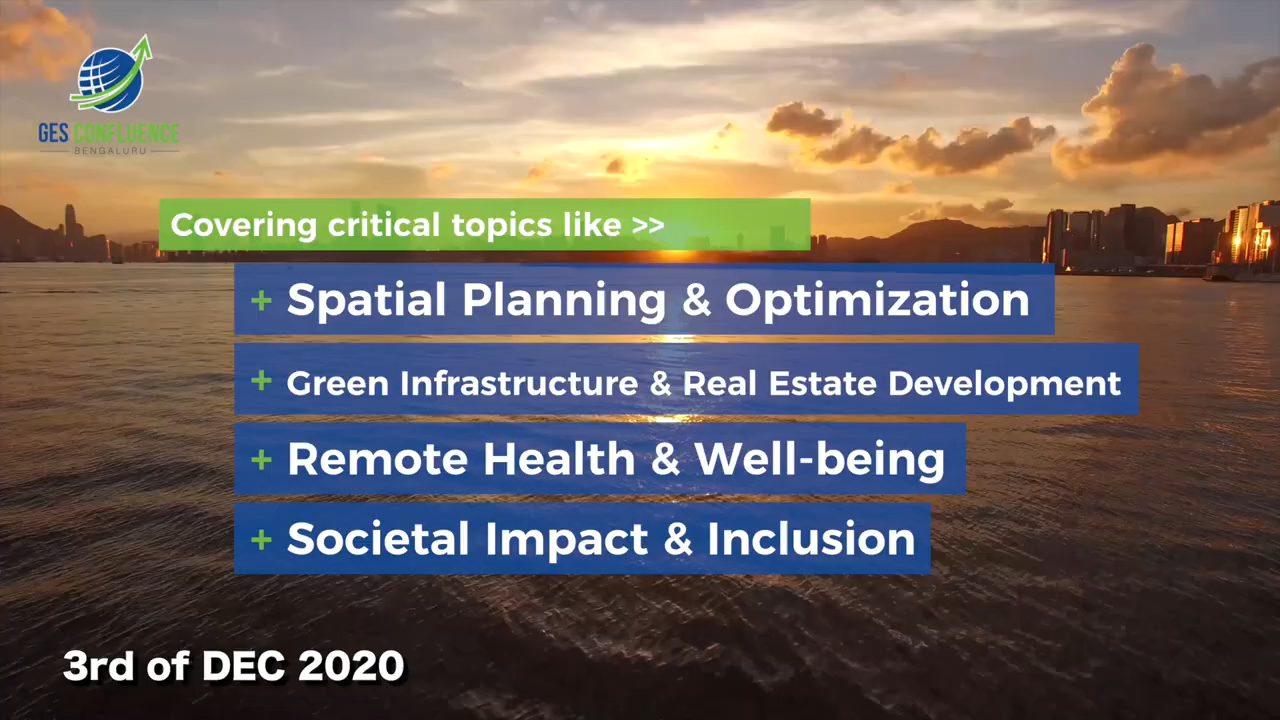 GES CONFLUENCE
BENGALURU
Covering critical topics like >>
+ Spatial Planning & Optimization
+ Green Infrastructure & Real Estate Development
+ Remote Health & Well-being
+ Societal Impact & Inclusion
3rd of DEC 2020